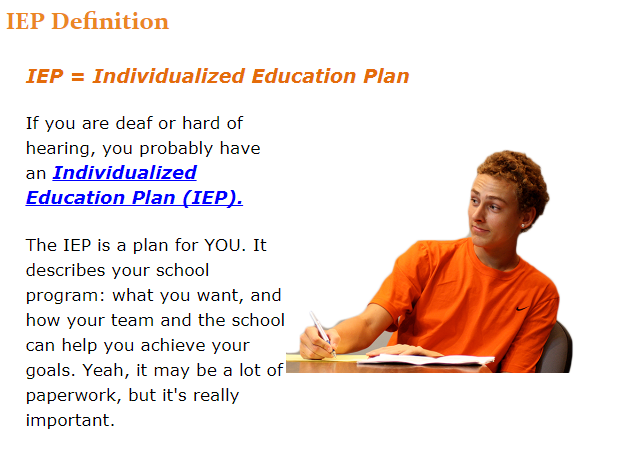 IEP Definition
IEP = Individualized Education Plan
If you are deaf or hard of
hearing, you probably have
an Individualized
Education Plan (IEP).
The IEP is a plan for YOU. It
describes your school
program: what you want, and
how your team and the school
can help you achieve your
goals. Yeah, it may be a lot of
paperwork, but it's really
important.